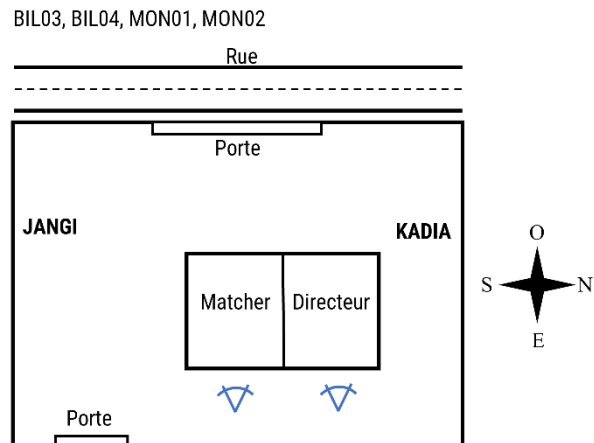 BIL03, BIL04, MON01, MON02
Rue
Porte
JANGI
KADIA
O
S
N
Matcher
Directeur
E
Porte